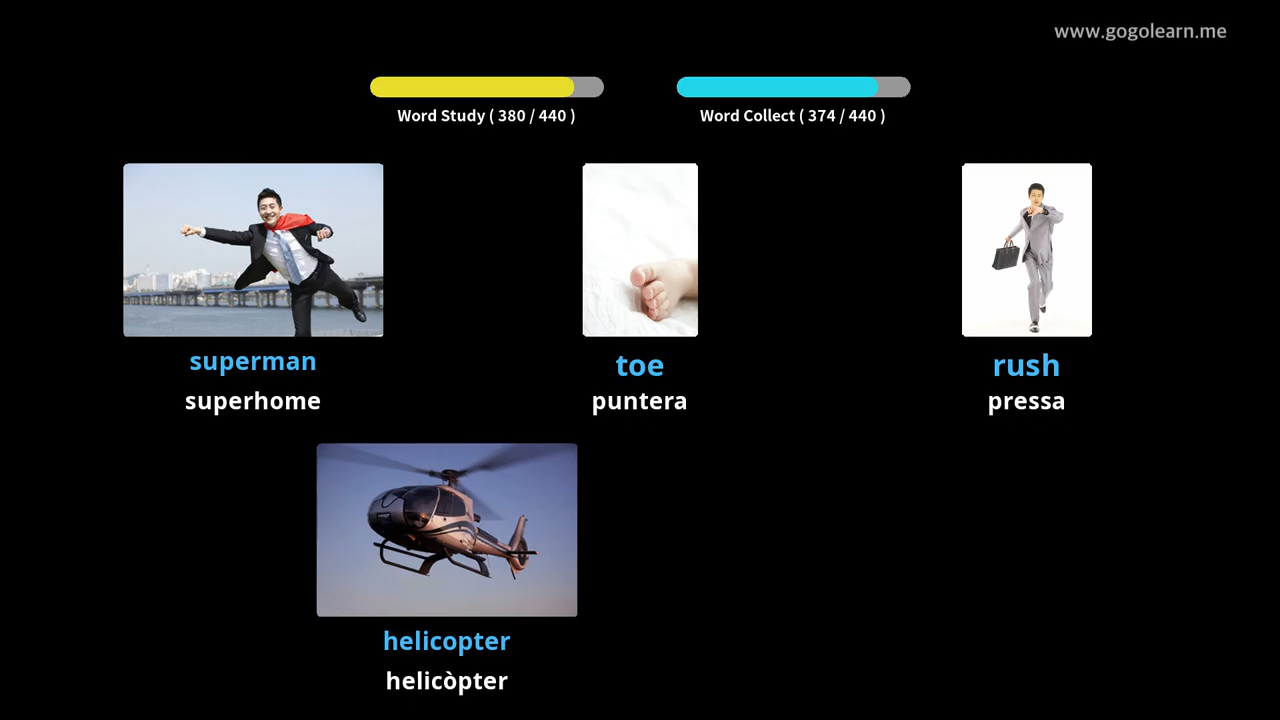 www.gogolearn.me
Word Study ( 380 / 440 )
Word Collect ( 374 / 440 )
superman
superhome
toe
puntera
rush
pressa
helicopter
helicòpter